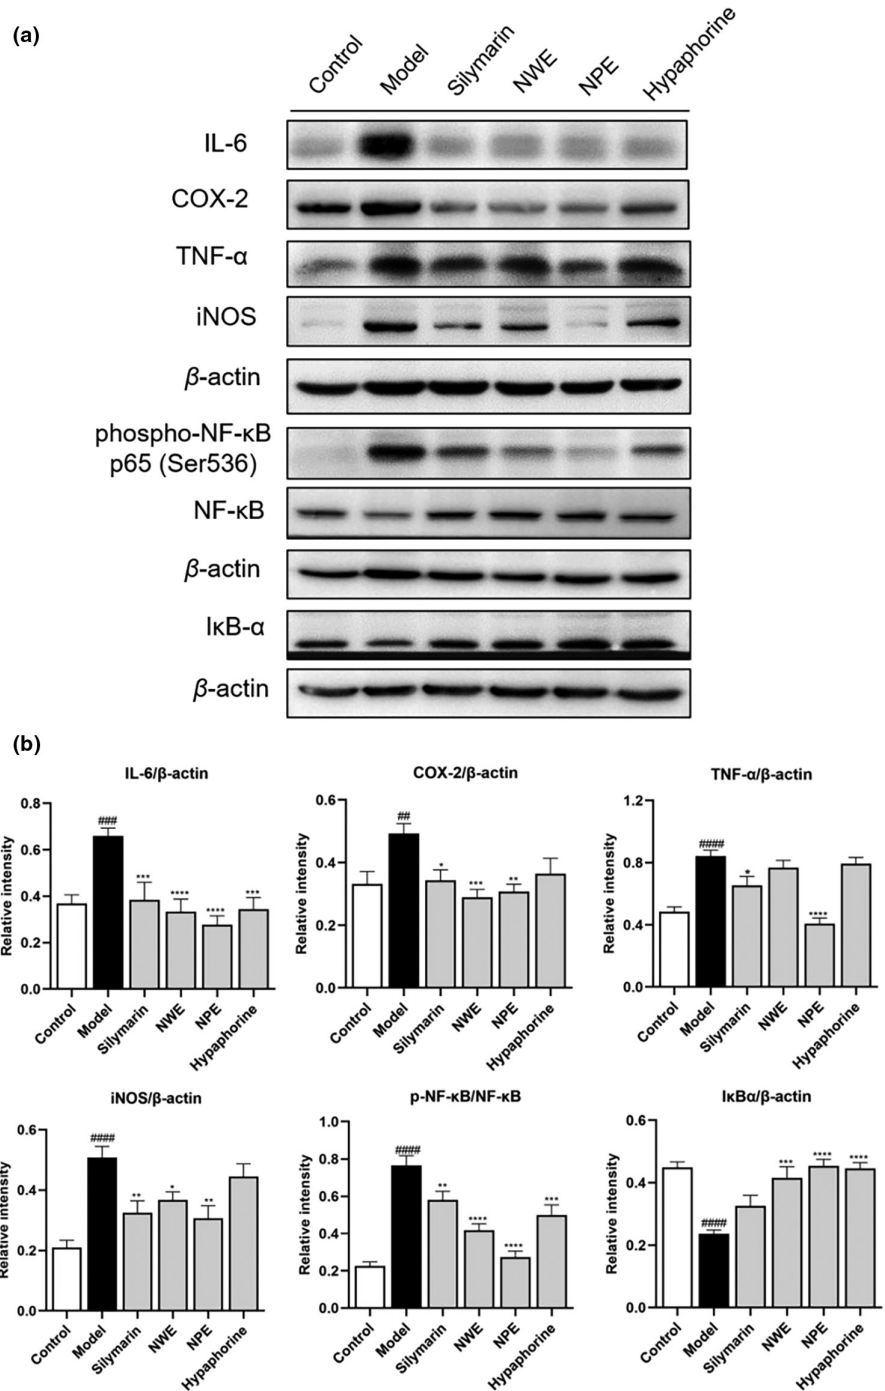 (a)
Control Model Silymarin NWE NPE Hypaphorine
IL-6
COX-2
TNF-α
iNOS
β-actin
phospho-NF-κB
p65 (Ser536)
NF-κB
β-actin
IκB-α
β-actin
(b)
IL-6/β-actin
Relative intensity
0.8
0.6
0.4
0.2
0.0
###
***
****
****
***
Control Model Silymarin NWE NPE Hypaphorine
COX-2/β-actin
Relative intensity
0.6
0.4
0.2
0.0
##
*
***
**
Control Model Silymarin NWE NPE Hypaphorine
TNF-α/β-actin
Relative intensity
1.2
0.8
0.4
0.0
####
*
****
Control Model Silymarin NWE NPE Hypaphorine
iNOS/β-actin
Relative intensity
0.6
0.4
0.2
0.0
####
**
*
**
Control Model Silymarin NWE NPE Hypaphorine
p-NF-κB/NF-κB
Relative intensity
1.0
0.8
0.6
0.4
0.2
0.0
####
**
****
****
***
Control Model Silymarin NWE NPE Hypaphorine
IκBα/β-actin
Relative intensity
0.6
0.4
0.2
0.0
####
***
****
****
Control Model Silymarin NWE NPE Hypaphorine